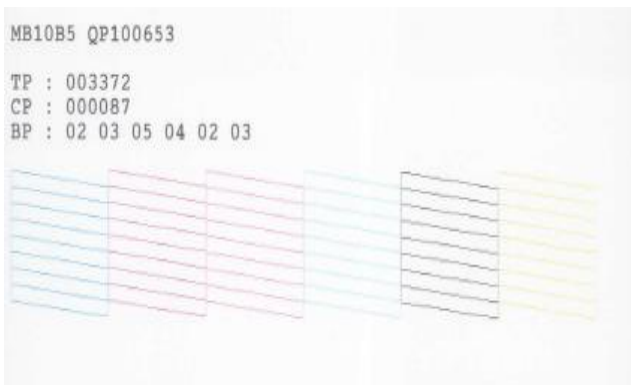 MB10B5 QP100653
TP : 003372
CP : 000087
BP : 02 03 05 04 02 03